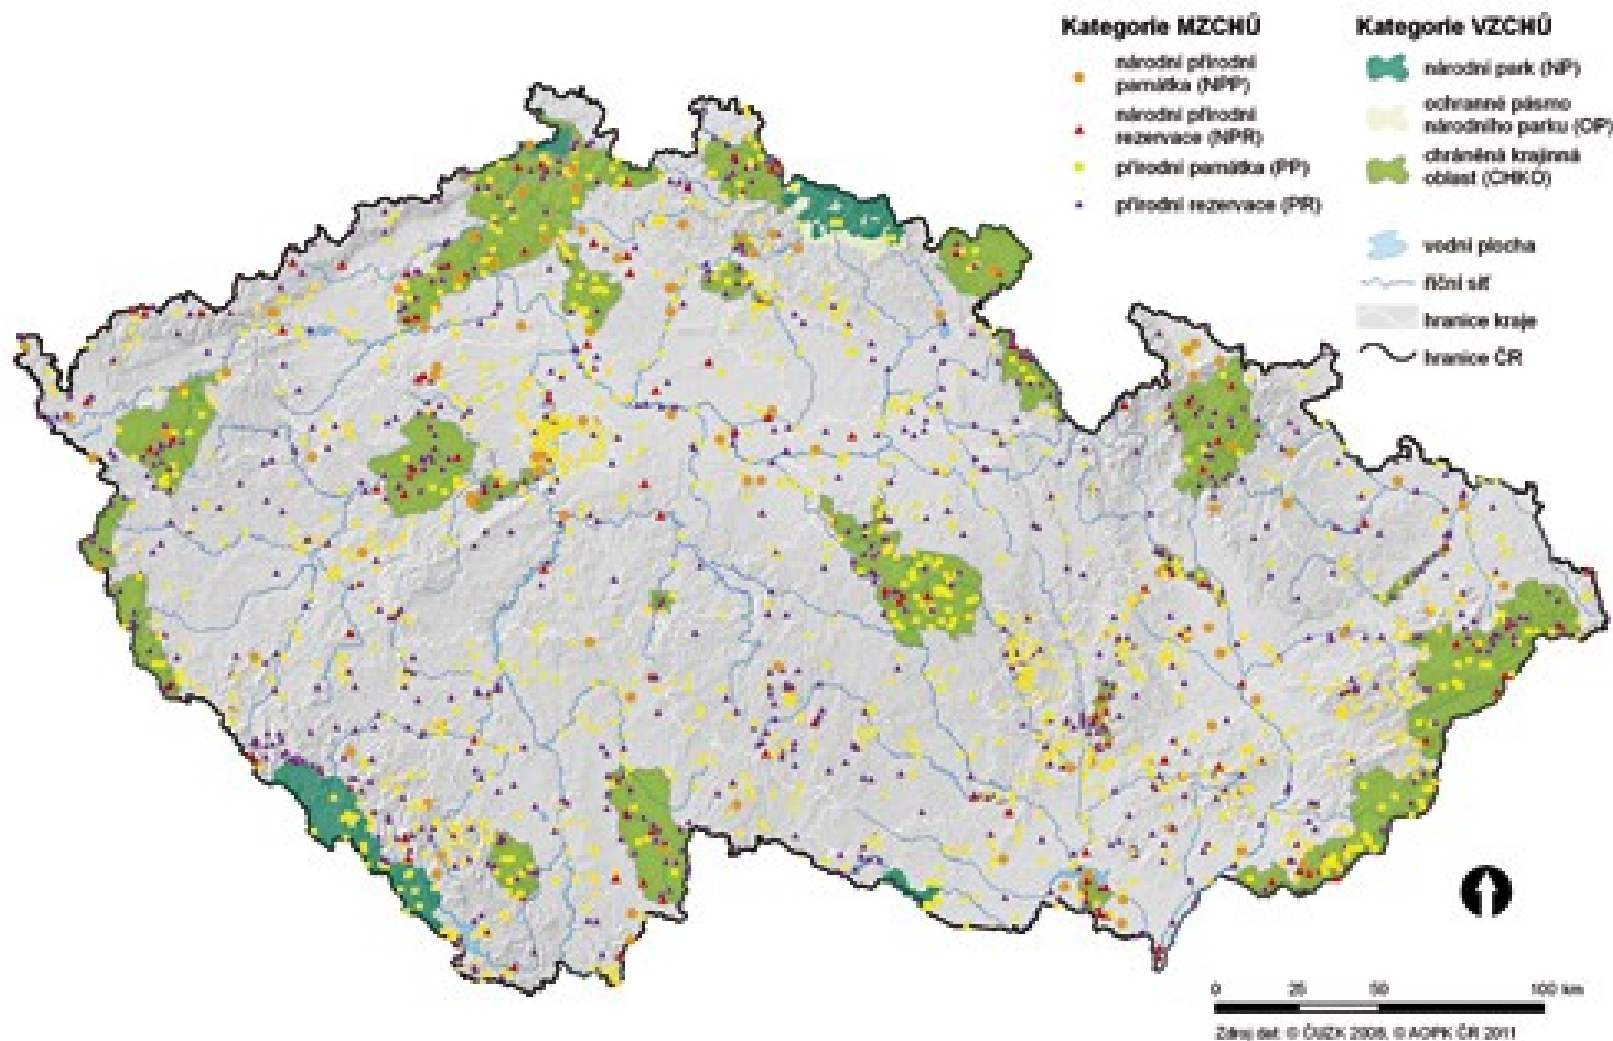 Kategorie MZCHÚ
národní přírodní
památka (NPP)
národní přírodní
rezervace (NPR)
přírodní památka (PP)
přírodní rezervace (PR)
Kategorie VZCHÚ
národní park (NP)
ochranné pásmo
národního parku (OP)
chráněná krajinná
oblast (CHKO)
vodní plocha
říční síť
hranice kraje
hranice ČR
0 25 50 100 km
Zdroj dat: © ČÚZK 2008, © AOPK ČR 2011